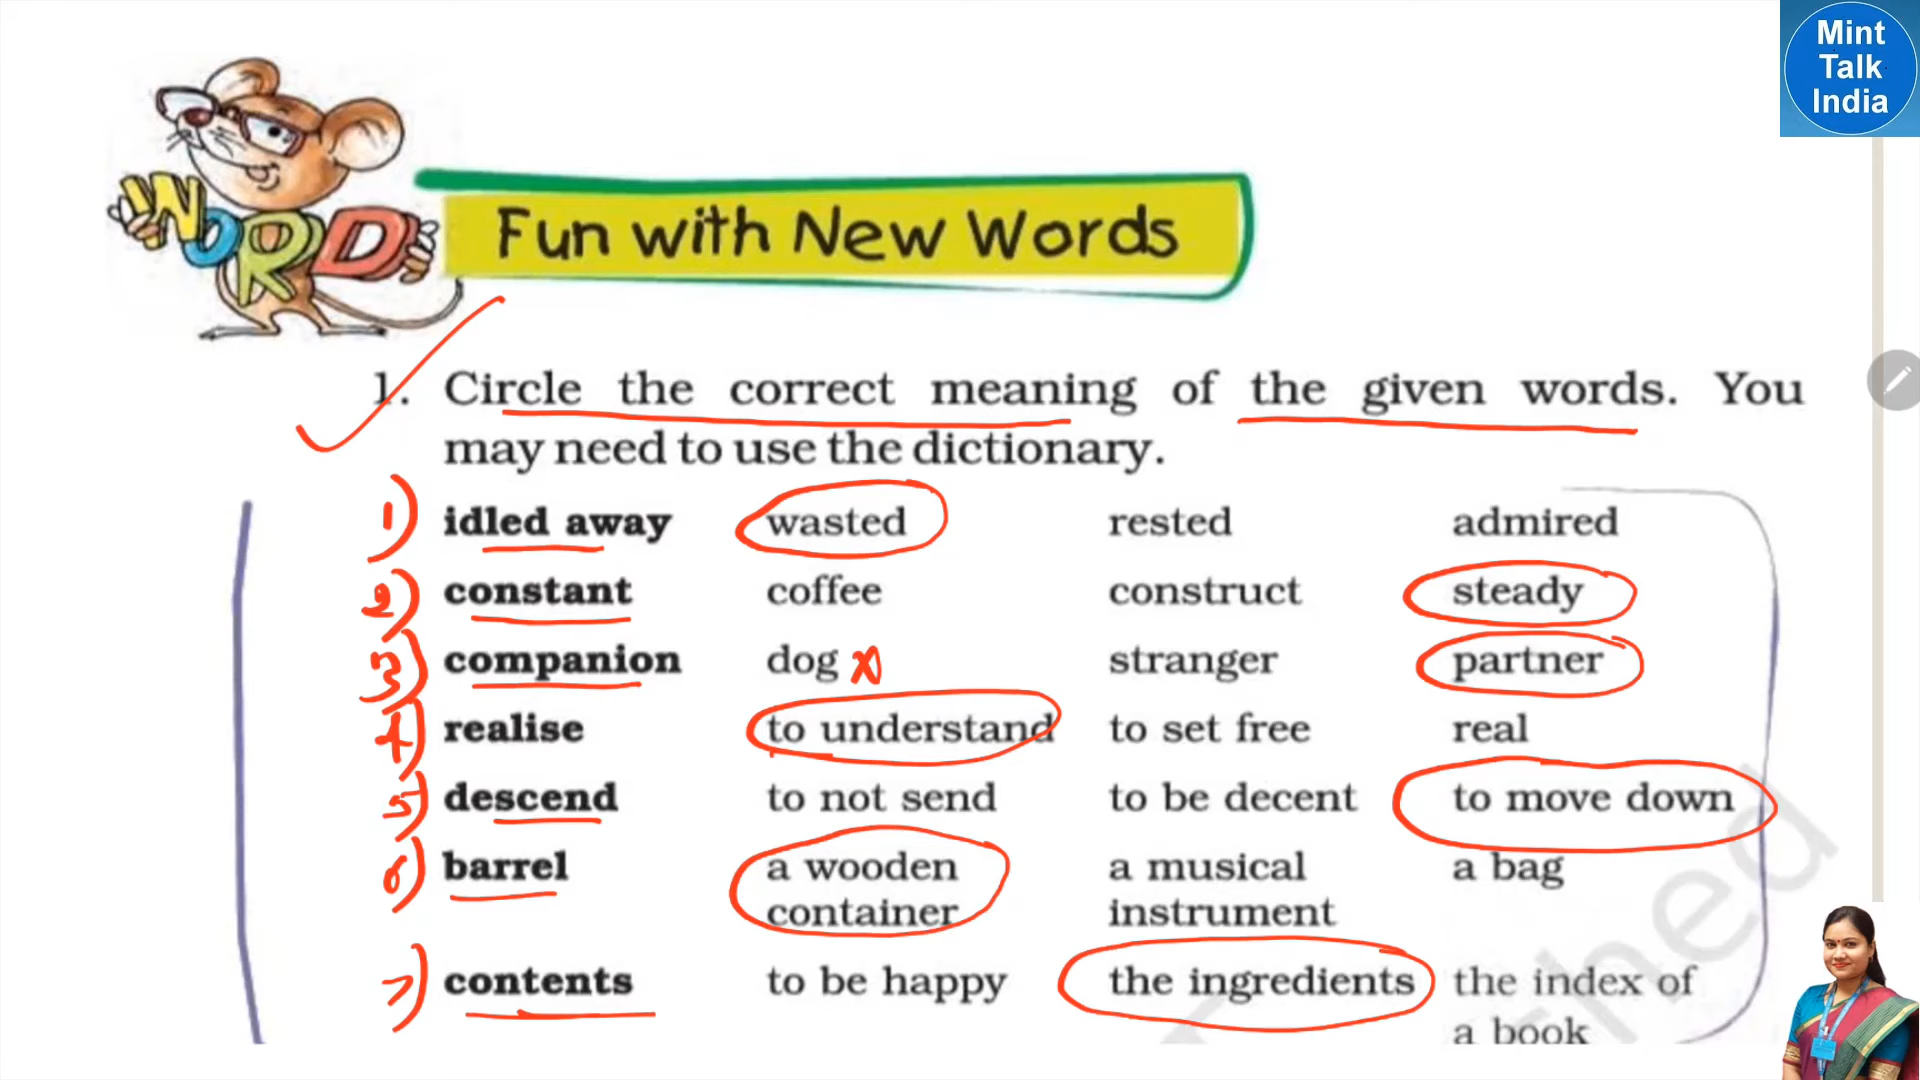 Mint
Talk
India
WORD
Fun with New Words
1. Circle the correct meaning of the given words. You
may need to use the dictionary.
1) idled away wasted rested admired
2) constant coffee construct steady
3) companion dog x stranger partner
4) realise to understand to set free real
5) descend to not send to be decent to move down
6) barrel a wooden a musical a bag
container instrument
7) contents to be happy the ingredients the index of
a book